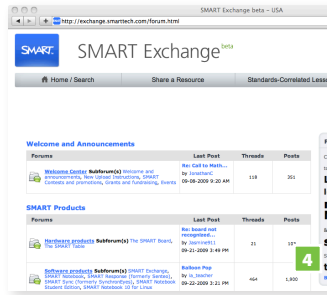 SMART Exchange beta – USA
http://exchange.smarttech.com/forum.html
SMART SMART Exchange beta
Home / Search Share a Resource Standards-Correlated Less
Welcome and Announcements
Forums Last Post Threads Posts
Welcome Center Subforum(s) Welcome and
announcements, New Upload Instructions, SMART
Contests and promotions, Grants and fundraising, Events
Re: Call to Moth...
by JonathanC
09-08-2009 9:20 AM
118 351
SMART Products
Forums Last Post Threads Posts
Hardware products Subforum(s) The SMART Board,
The SMART Table
Re: board not
recognized...
by Jasmine911
09-21-2009 3:49 PM
21
Software products Subforum(s) SMART Exchange,
SMART Notebook, SMART Response (formerly Senteo),
SMART Sync (formerly SynchronEyes), SMART Notebook
Student Edition, SMART Notebook 10 for Linux
Balloon Pop
by ia_teacher
09-22-2009 3:21 PM
464 1,900
4